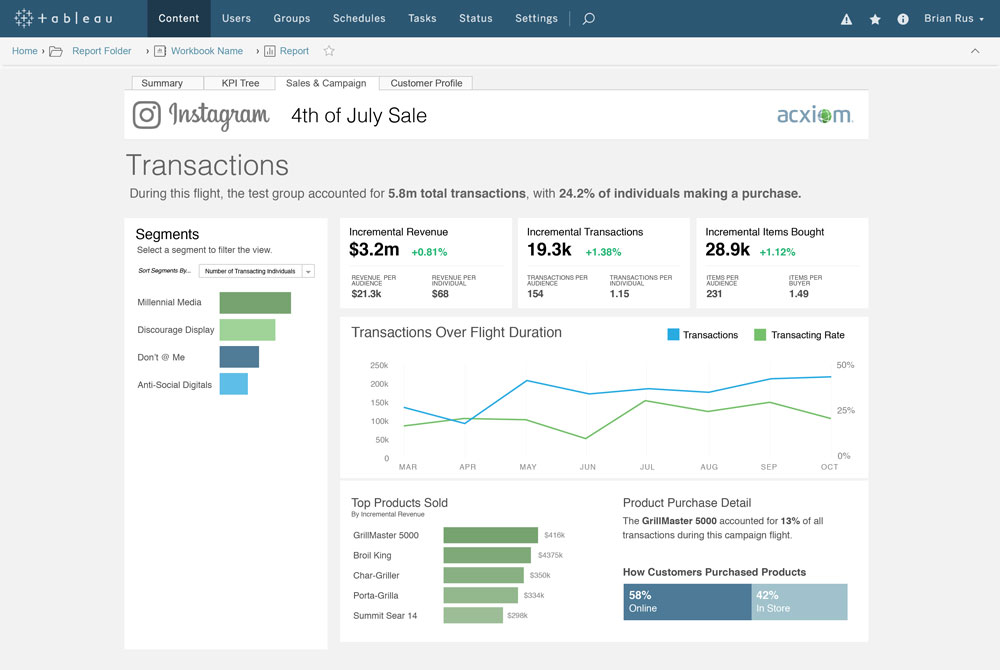 tableau Content Users Groups Schedules Tasks Status Settings Brian Rus
Home › Report Folder › Workbook Name › Report
Summary KPI Tree Sales & Campaign Customer Profile
Instagram 4th of July Sale acxiom.
Transactions
During this flight, the test group accounted for 5.8m total transactions, with 24.2% of individuals making a purchase.
Segments
Select a segment to filter the view.
Sort Segments By... Number of Transacting Individuals
Millennial Media
Discourage Display
Don't @ Me
Anti-Social Digitals
Incremental Revenue
$3.2m +0.81%
REVENUE PER AUDIENCE
$21.3k
REVENUE PER INDIVIDUAL
$68
Incremental Transactions
19.3k +1.38%
TRANSACTIONS PER AUDIENCE
154
TRANSACTIONS PER INDIVIDUAL
1.15
Incremental Items Bought
28.9k +1.12%
ITEMS PER AUDIENCE
231
ITEMS PER BUYER
1.49
Transactions Over Flight Duration
Transactions Transacting Rate
250k
200k
150k
100k
50k
0
50%
25%
0%
MAR APR MAY JUN JUL AUG SEP OCT
Top Products Sold
By Incremental Revenue
GrillMaster 5000 $416k
Broil King $4375k
Char-Griller $350k
Porta-Grilla $334k
Summit Sear 14 $298k
Product Purchase Detail
The GrillMaster 5000 accounted for 13% of all
transactions during this campaign flight.
How Customers Purchased Products
58%
Online
42%
In Store